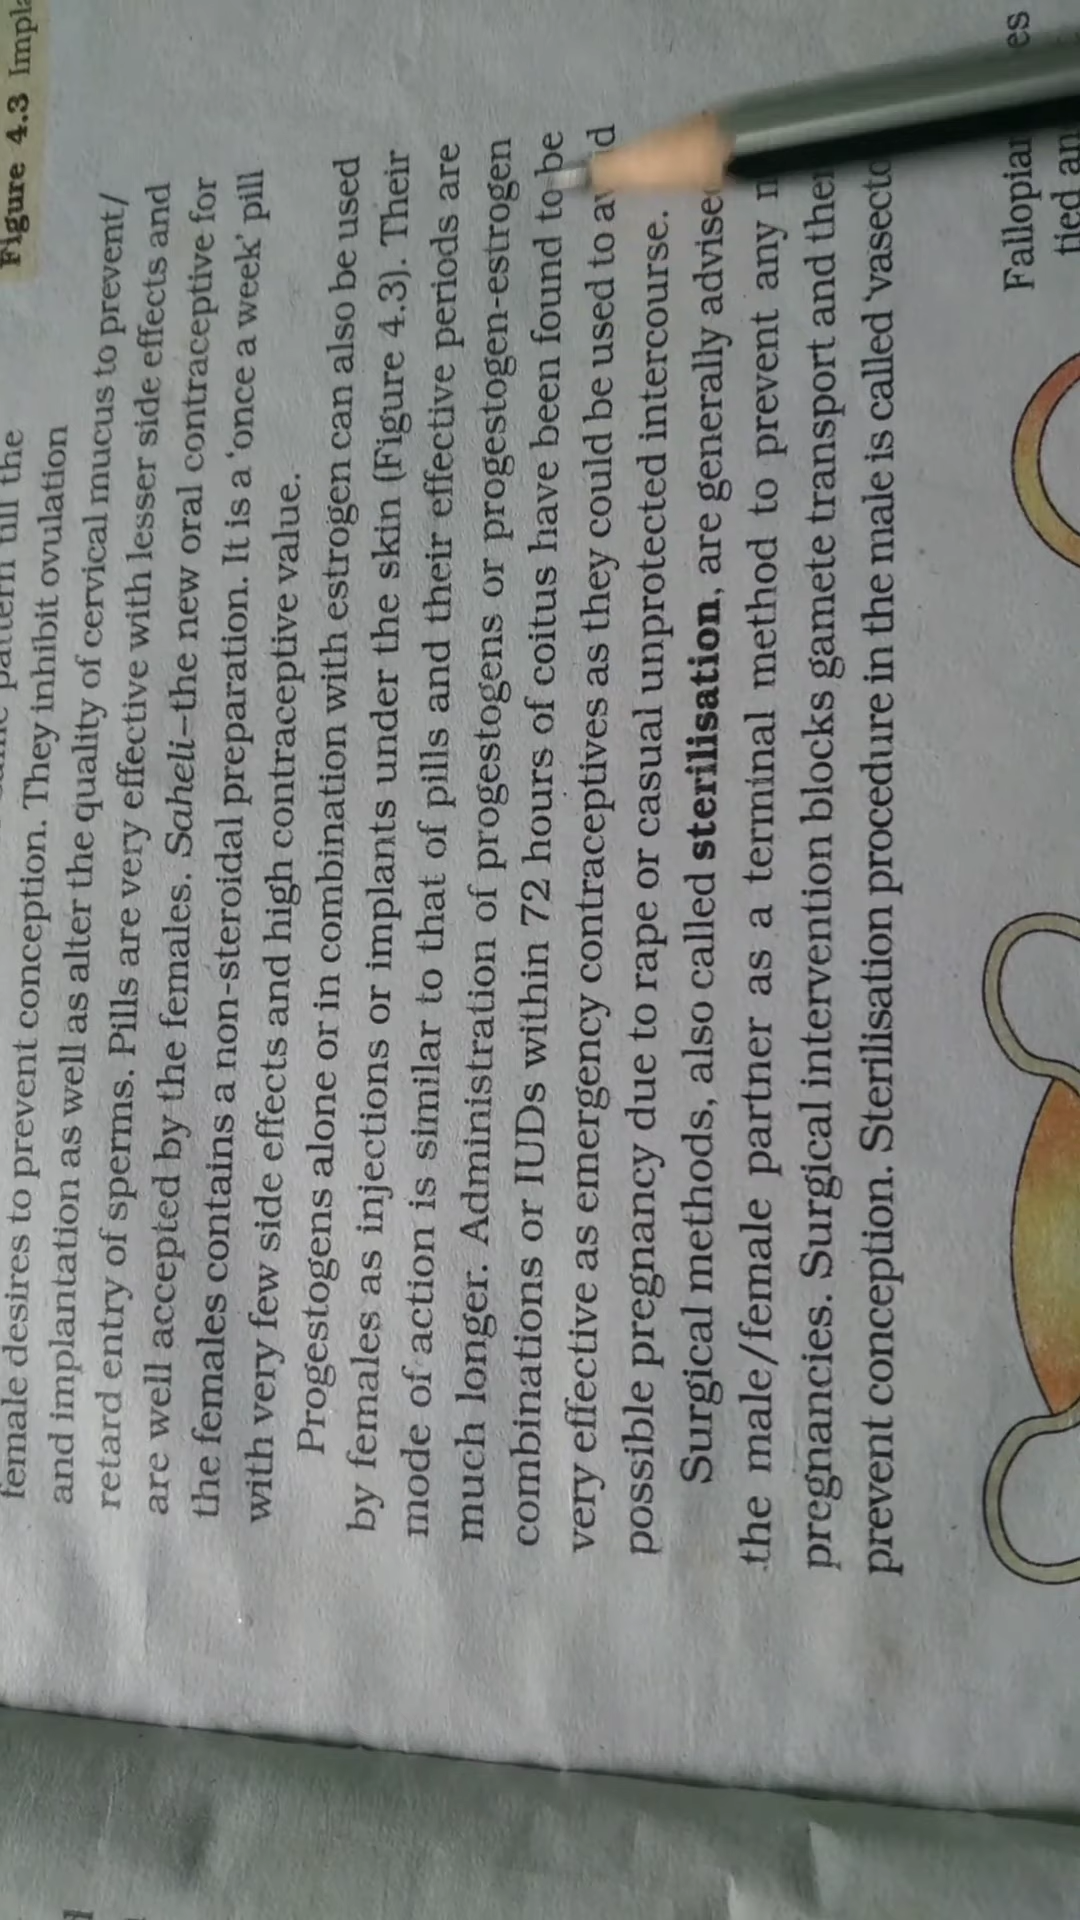 Figure 4.3
pattern till the
female desires to prevent conception. They inhibit ovulation
and implantation as well as alter the quality of cervical mucus to prevent/
retard entry of sperms. Pills are very effective with lesser side effects and
are well accepted by the females. Saheli–the new oral contraceptive for
the females contains a non-steroidal preparation. It is a 'once a week' pill
with very few side effects and high contraceptive value.
Progestogens alone or in combination with estrogen can also be used
by females as injections or implants under the skin (Figure 4.3). Their
mode of action is similar to that of pills and their effective periods are
much longer. Administration of progestogens or progestogen-estrogen
combinations or IUDs within 72 hours of coitus have been found to be
very effective as emergency contraceptives as they could be used to
possible pregnancy due to rape or casual unprotected intercourse.
Surgical methods, also called sterilisation, are generally
the male/female partner as a terminal method to prevent any
pregnancies. Surgical intervention blocks gamete transport and
prevent conception. Sterilisation procedure in the male is called
tied